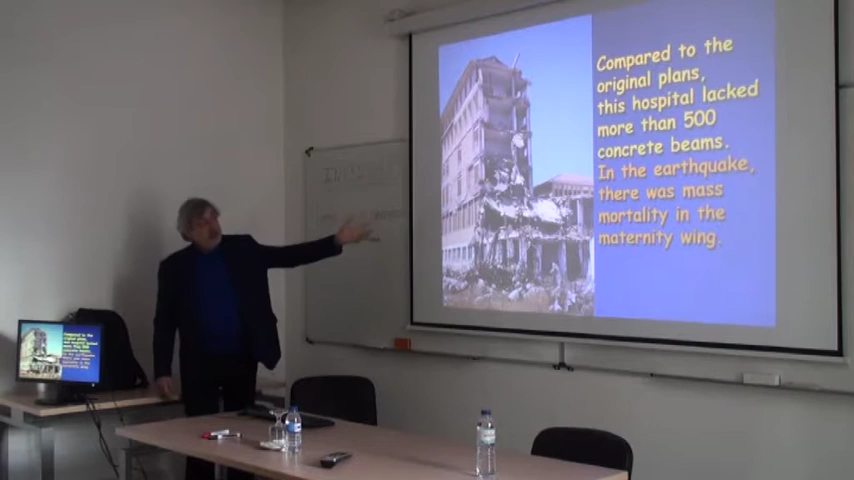 Compared to the
original plans,
this hospital lacked
more than 500
concrete beams.
In the earthquake,
there was mass
mortality in the
maternity wing.